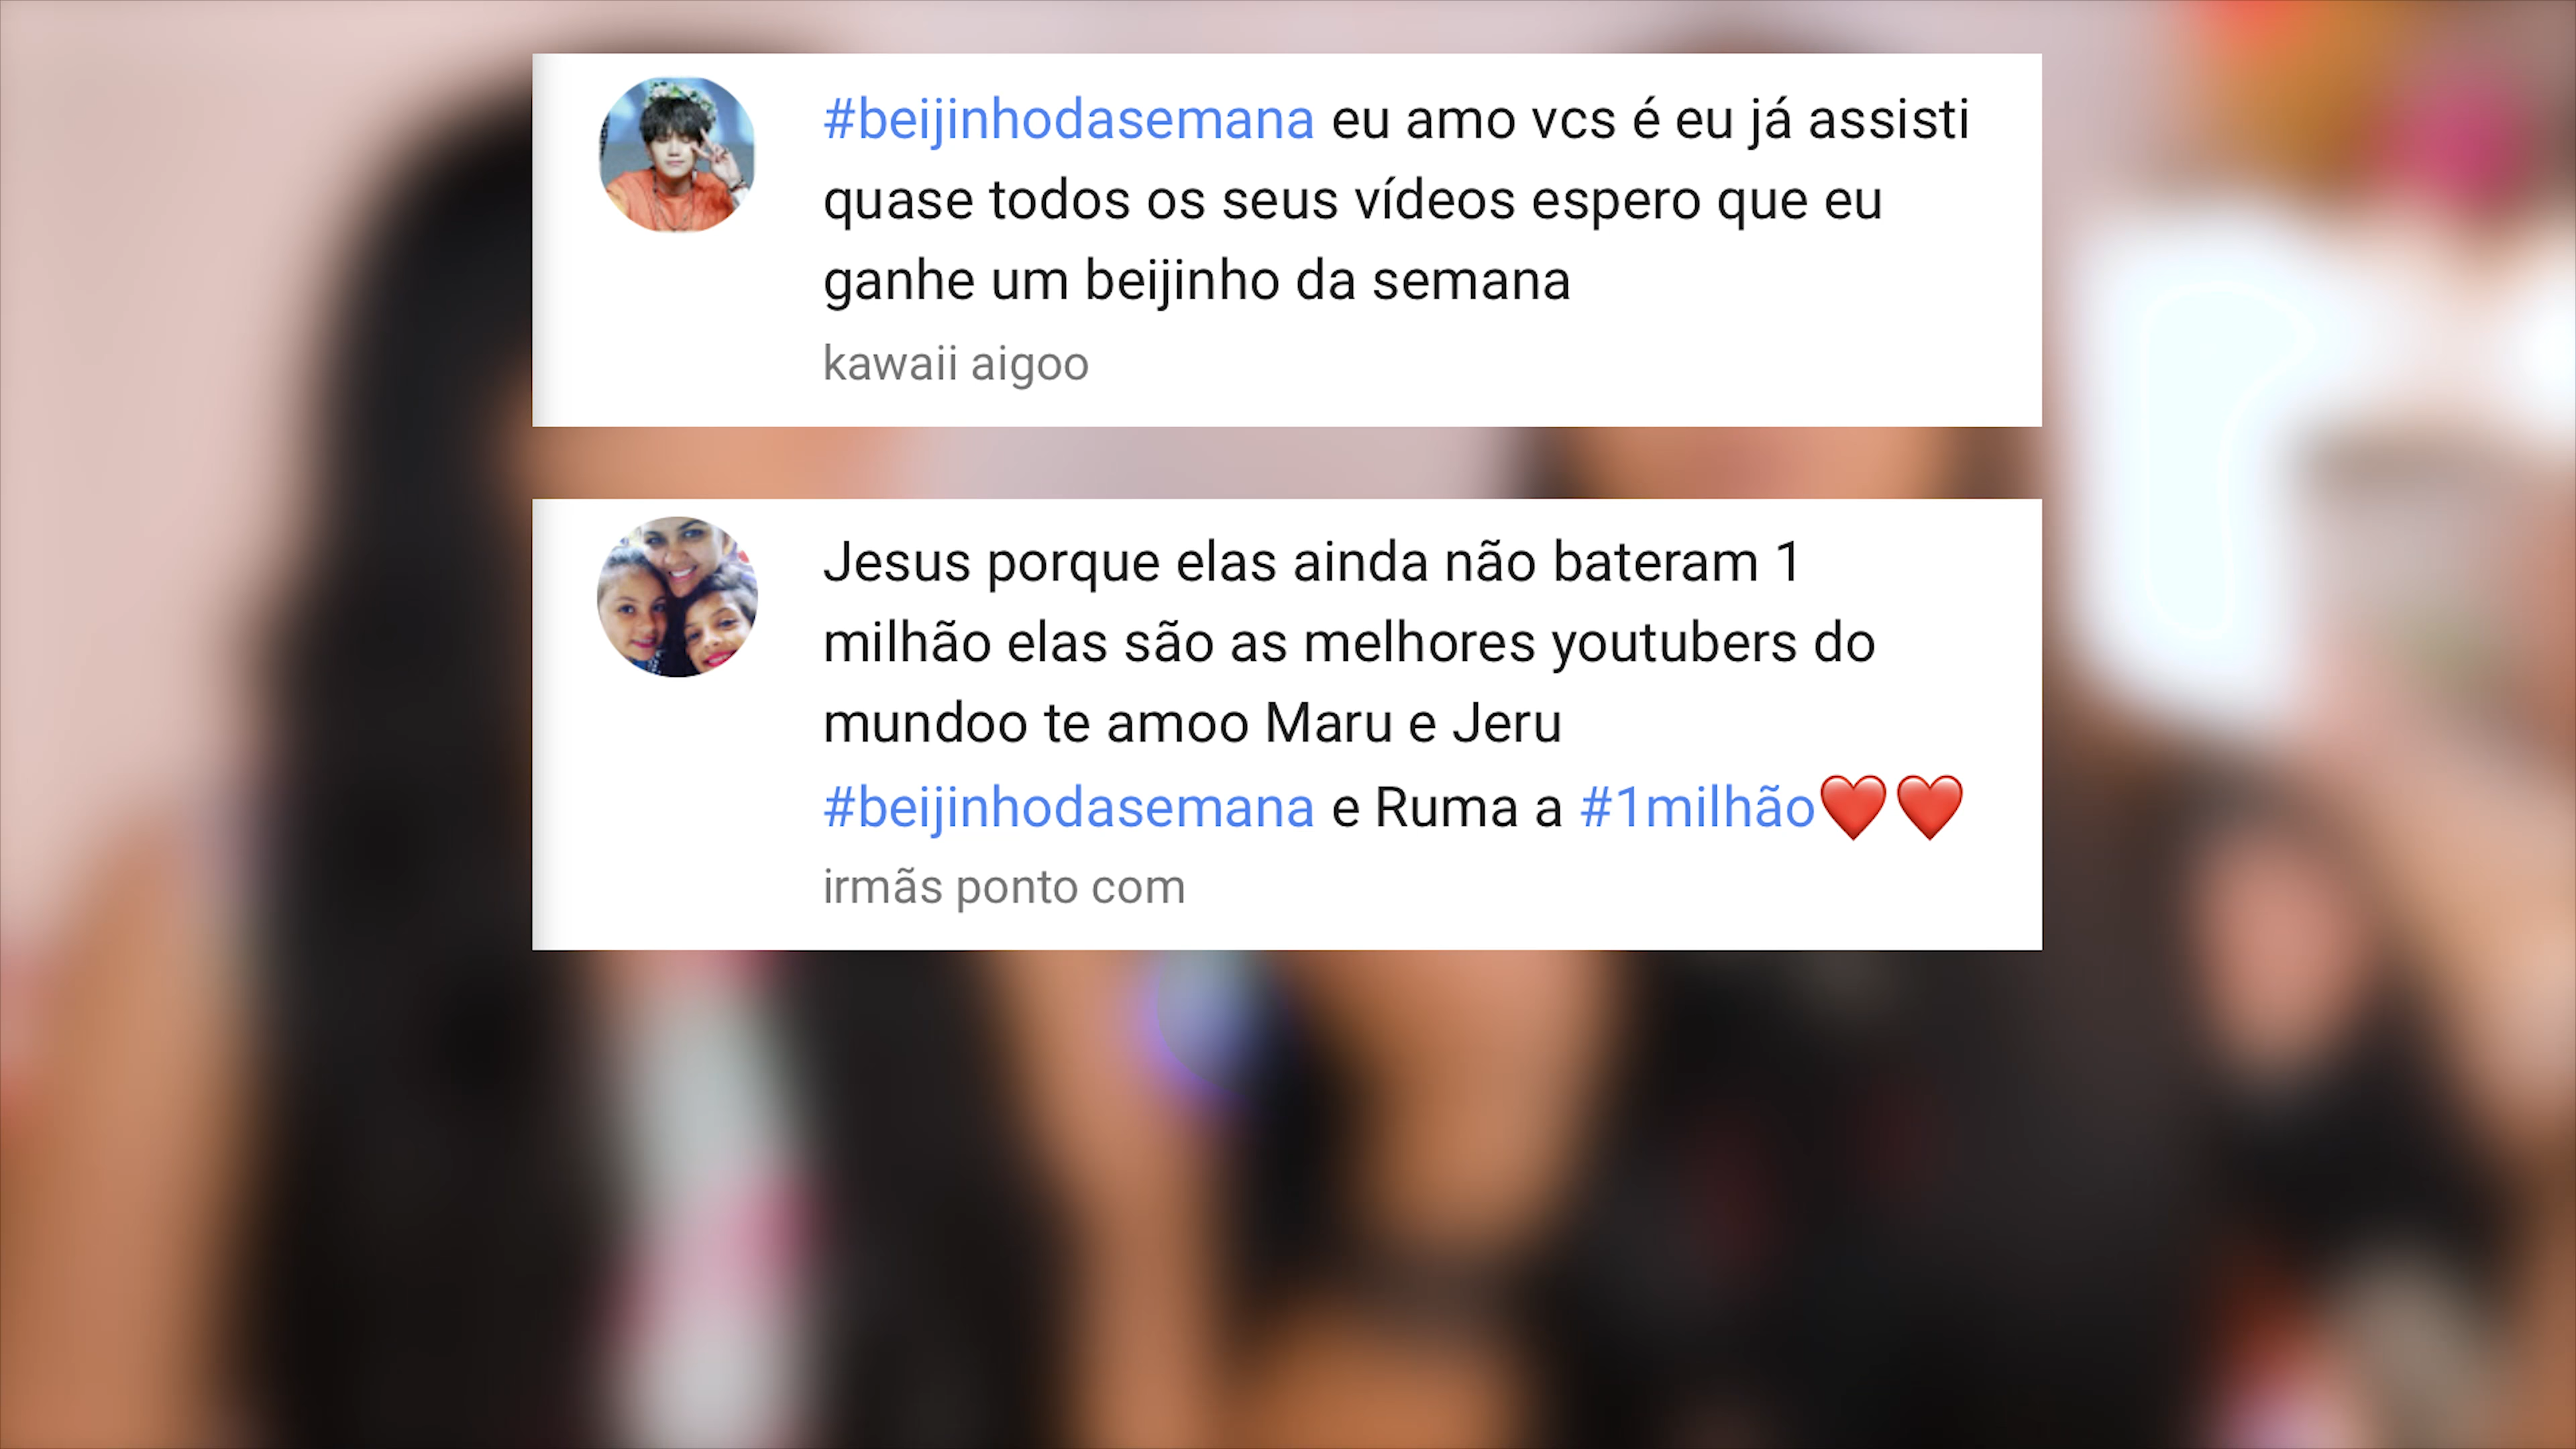 #beijinhodasemana eu amo vcs é eu já assisti
quase todos os seus vídeos espero que eu
ganhe um beijinho da semana
kawaii aigoo
Jesus porque elas ainda não bateram 1
milhão elas são as melhores youtubers do
mundoo te amoo Maru e Jeru
#beijinhodasemana e Ruma a #1milhão❤️❤️
irmãs ponto com